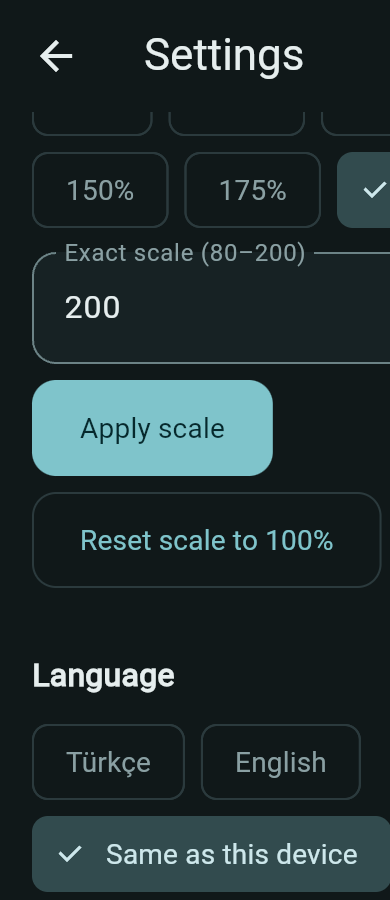 Settings
150%
175%
Exact scale (80–200)
200
Apply scale
Reset scale to 100%
Language
Türkçe
English
Same as this device